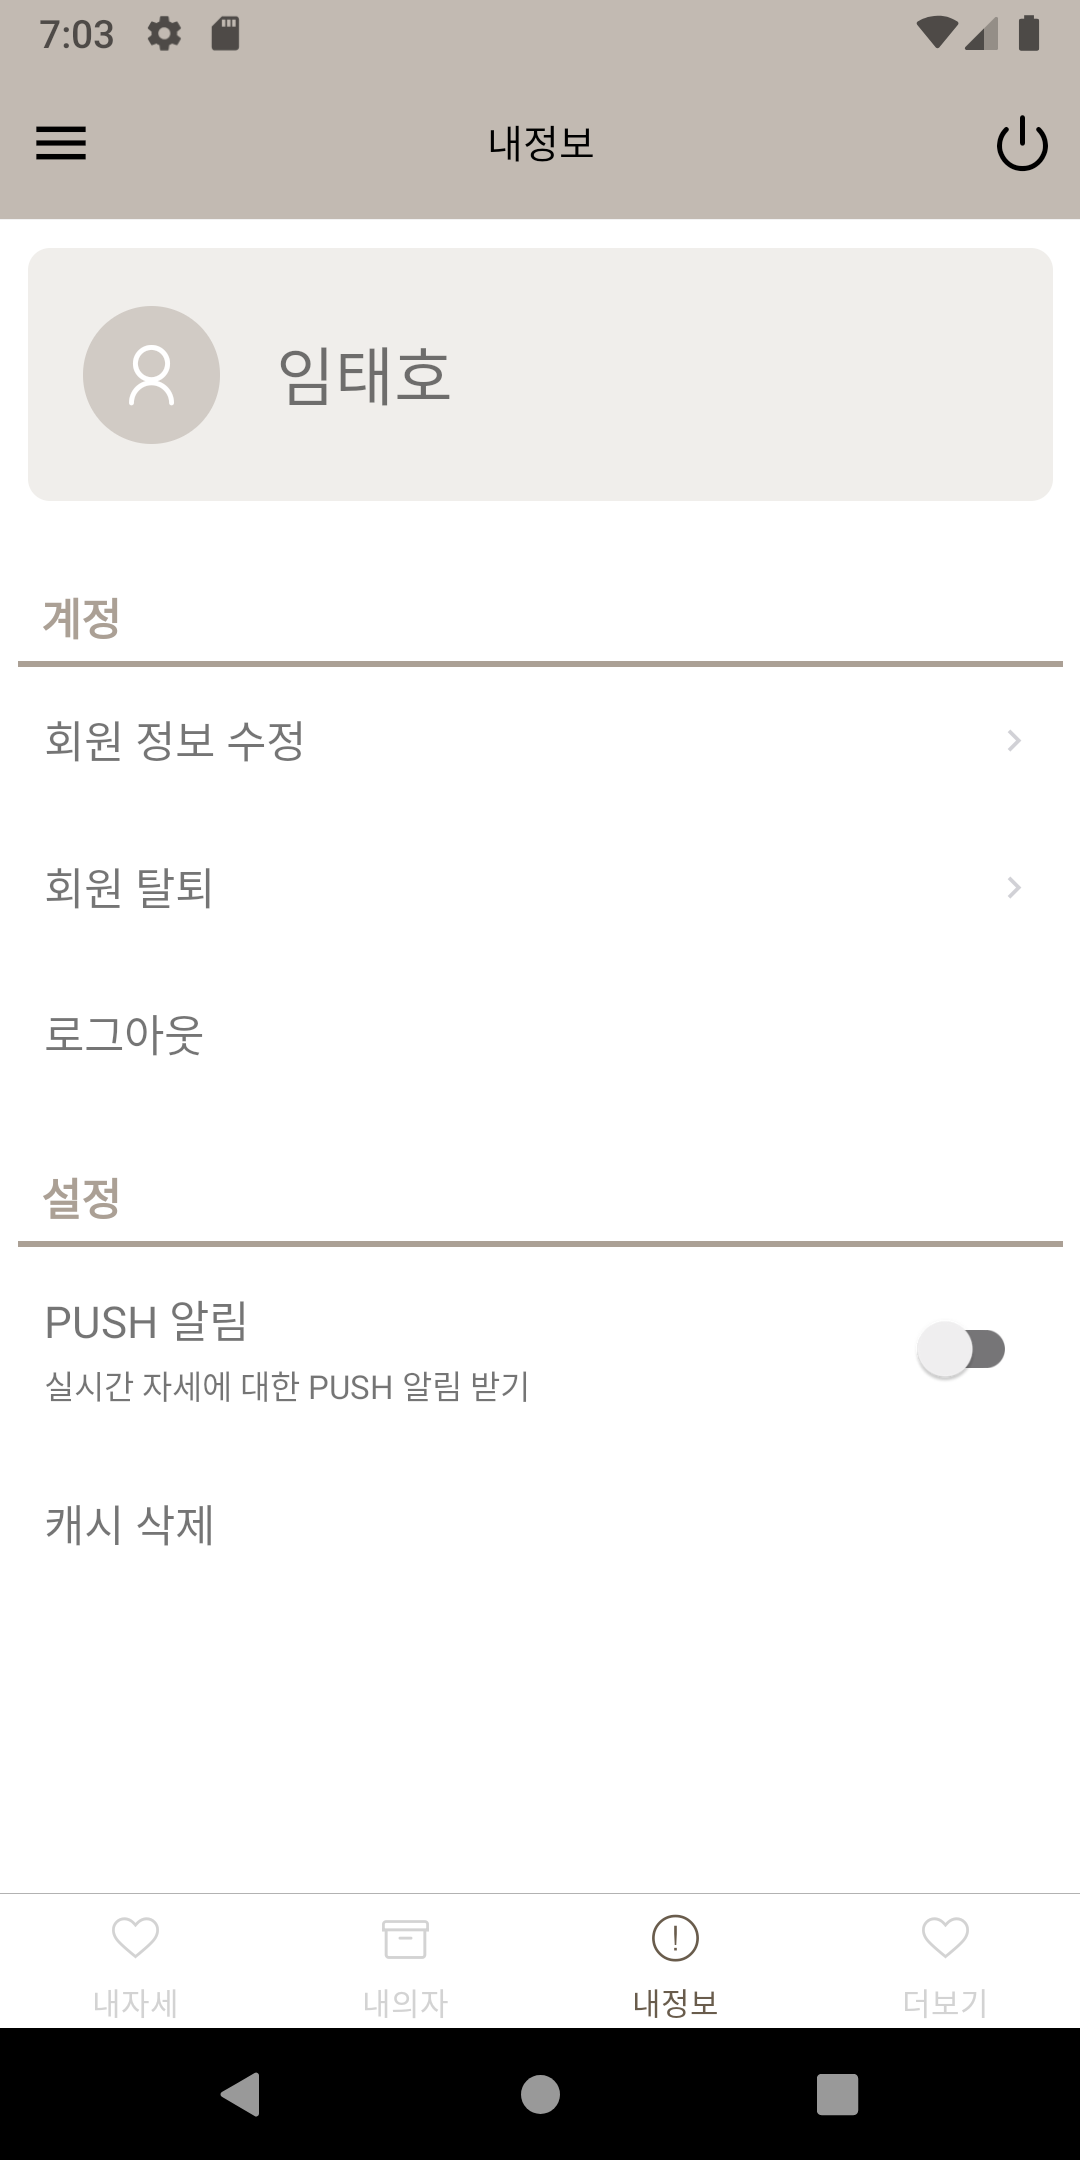 7:03
내정보
임태호
계정
회원 정보 수정
회원 탈퇴
로그아웃
설정
PUSH 알림
실시간 자세에 대한 PUSH 알림 받기
캐시 삭제
내자세
내의자
내정보
더보기